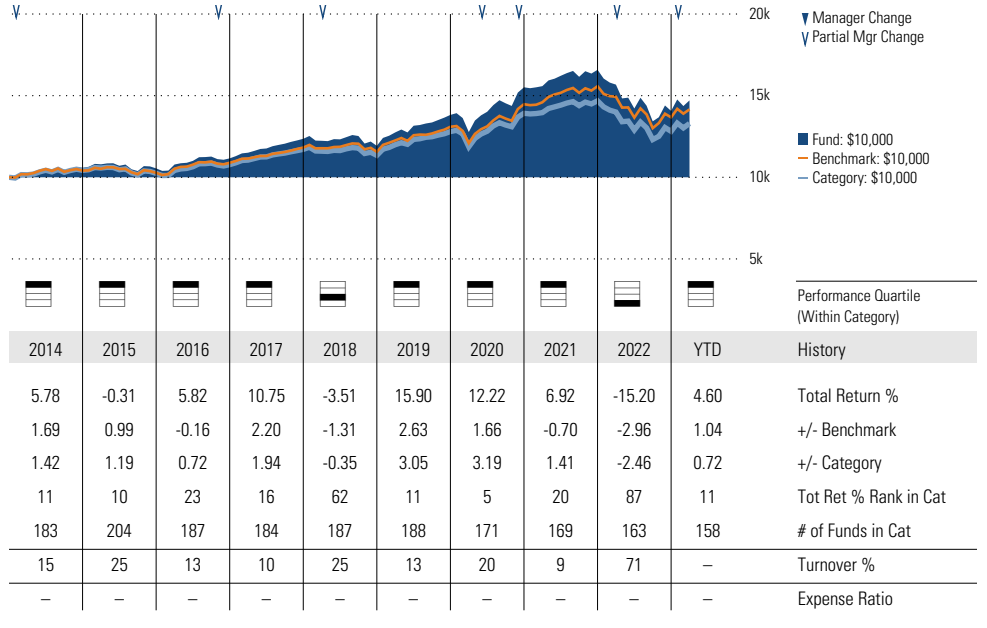 20k
15k
10k
5k
Manager Change
Partial Mgr Change
Fund: $10,000
Benchmark: $10,000
Category: $10,000
Performance Quartile
(Within Category)
2014 2015 2016 2017 2018 2019 2020 2021 2022 YTD History
5.78 -0.31 5.82 10.75 -3.51 15.90 12.22 6.92 -15.20 4.60 Total Return %
1.69 0.99 -0.16 2.20 -1.31 2.63 1.66 -0.70 -2.96 1.04 +/- Benchmark
1.42 1.19 0.72 1.94 -0.35 3.05 3.19 1.41 -2.46 0.72 +/- Category
11 10 23 16 62 11 5 20 87 11 Tot Ret % Rank in Cat
183 204 187 184 187 188 171 169 163 158 # of Funds in Cat
15 25 13 10 25 13 20 9 71 – Turnover %
– – – – – – – – – – Expense Ratio